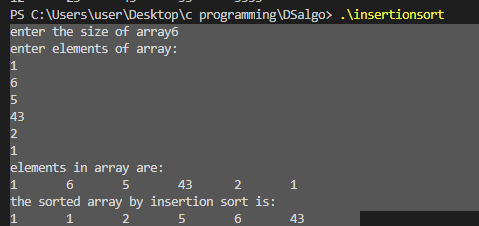 PS C:\Users\user\Desktop\c programming\DSalgo> .\insertionsort
enter the size of array6
enter elements of array:
1
6
5
43
2
1
elements in array are:
1 6 5 43 2 1
the sorted array by insertion sort is:
1 1 2 5 6 43